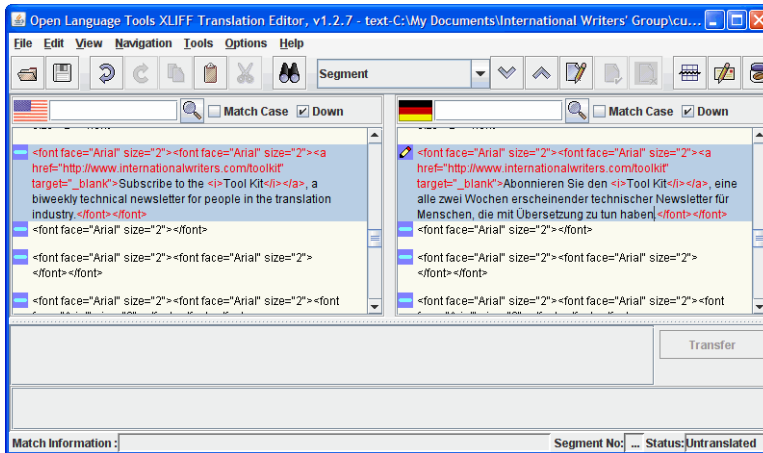 Open Language Tools XLIFF Translation Editor, v1.2.7 - text-C:\My Documents\International Writers' Group\cu...
File Edit View Navigation Tools Options Help
Segment
Match Case Down
Match Case Down
<font face="Arial" size="2"><font face="Arial" size="2"><a
href="http://www.internationalwriters.com/toolkit"
target="_blank">Subscribe to the <i>Tool Kit</i></a>, a
biweekly technical newsletter for people in the translation
industry.</font></font>
<font face="Arial" size="2"></font>
<font face="Arial" size="2"><font face="Arial" size="2">
</font></font>
<font face="Arial" size="2"><font face="Arial" size="2"><font
<font face="Arial" size="2"><font face="Arial" size="2"><a
href="http://www.internationalwriters.com/toolkit"
target="_blank">Abonnieren Sie den <i>Tool Kit</i></a>, eine
alle zwei Wochen erscheinender technischer Newsletter für
Menschen, die mit Übersetzung zu tun haben.</font></font>
<font face="Arial" size="2"></font>
<font face="Arial" size="2"><font face="Arial" size="2">
</font></font>
<font face="Arial" size="2"><font face="Arial" size="2"><font
Transfer
Match Information :
Segment No: ... Status: Untranslated